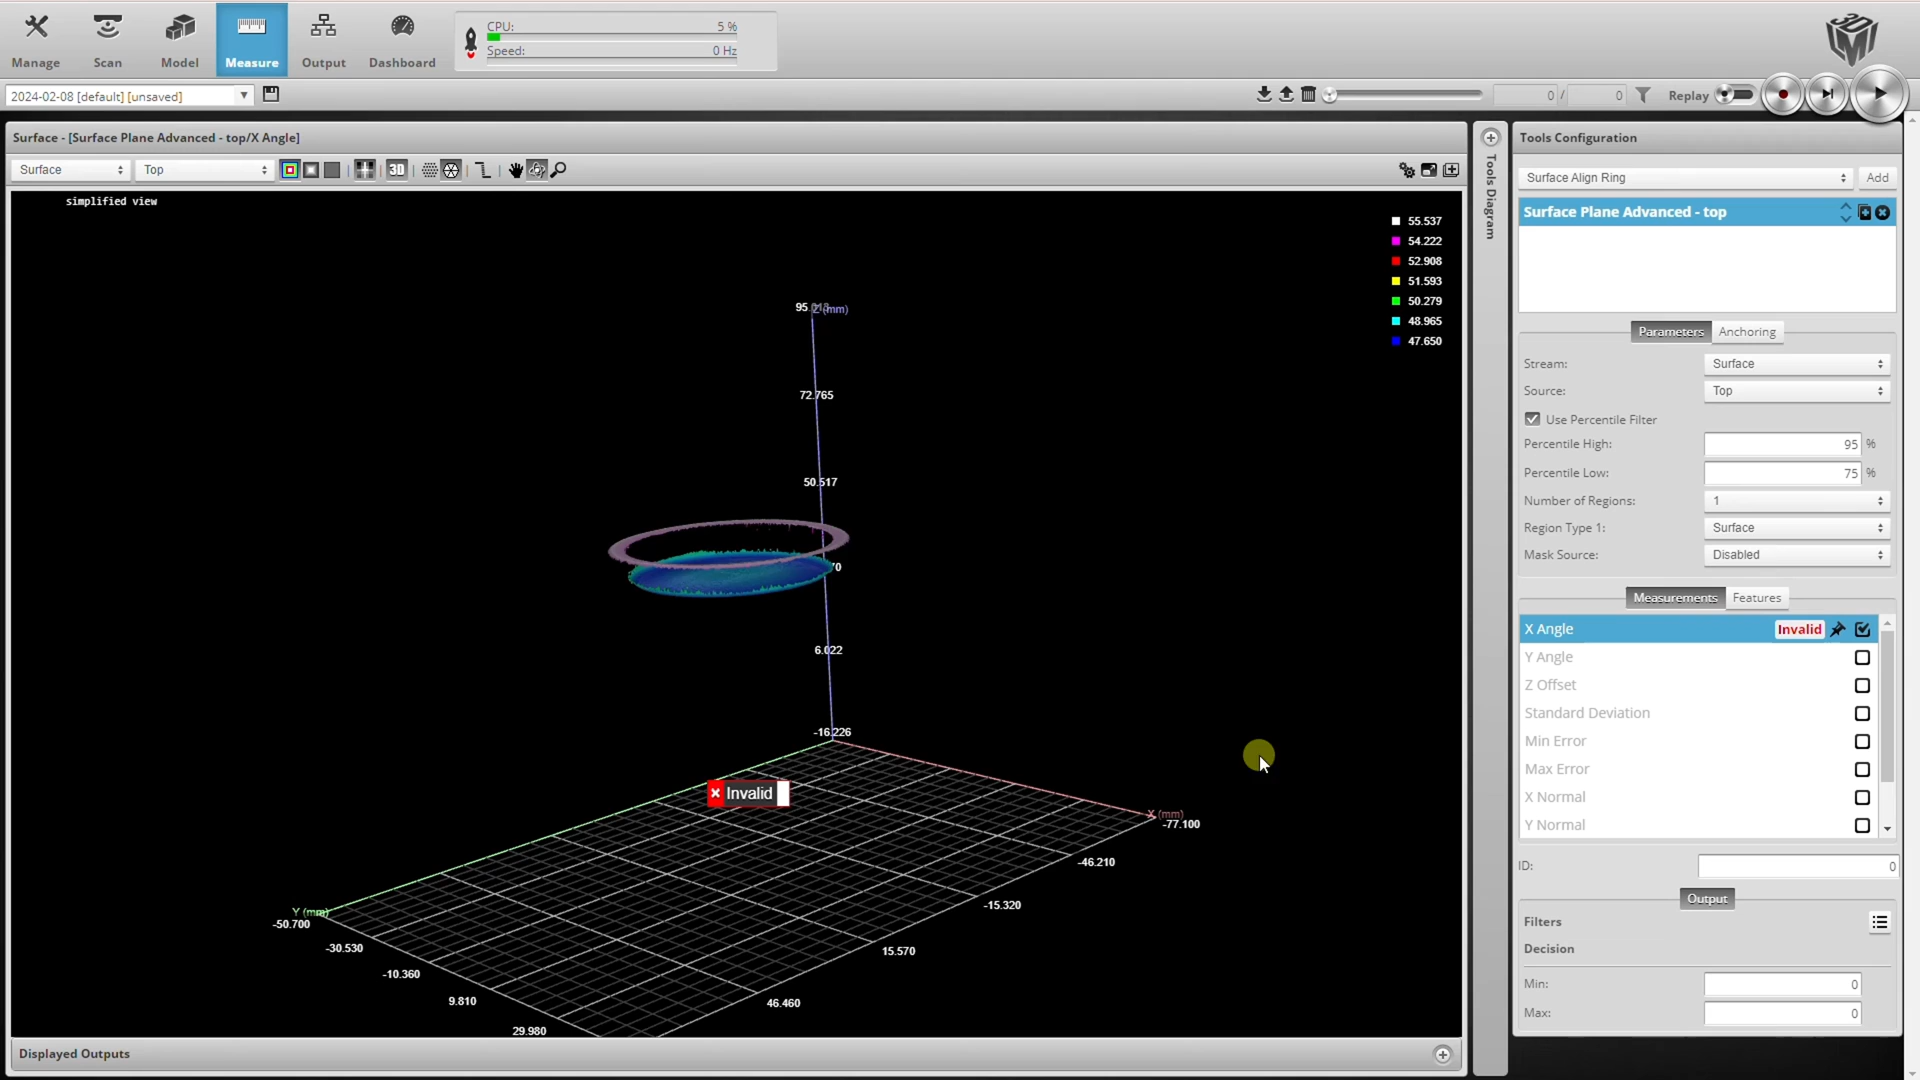 Manage
Scan
Model
Measure
Output
Dashboard
CPU: 5 %
Speed: 0 Hz
2024-02-08 [default] [unsaved]
0 / 0
Replay
Surface - [Surface Plane Advanced - top/X Angle]
Surface
Top
3D
simplified view
55.537
54.222
52.908
51.593
50.279
48.965
47.650
Z (mm)
72.765
50.517
6.022
-16.226
Invalid
X (mm)
-77.100
-46.210
-15.320
15.570
46.460
Y (mm)
-50.700
-30.530
-10.360
9.810
29.980
Displayed Outputs
Tools Diagram
Tools Configuration
Surface Align Ring
Add
Surface Plane Advanced - top
Parameters
Anchoring
Stream: Surface
Source: Top
Use Percentile Filter
Percentile High: 95 %
Percentile Low: 75 %
Number of Regions: 1
Region Type 1: Surface
Mask Source: Disabled
Measurements
Features
X Angle Invalid
Y Angle
Z Offset
Standard Deviation
Min Error
Max Error
X Normal
Y Normal
ID: 0
Output
Filters
Decision
Min: 0
Max: 0